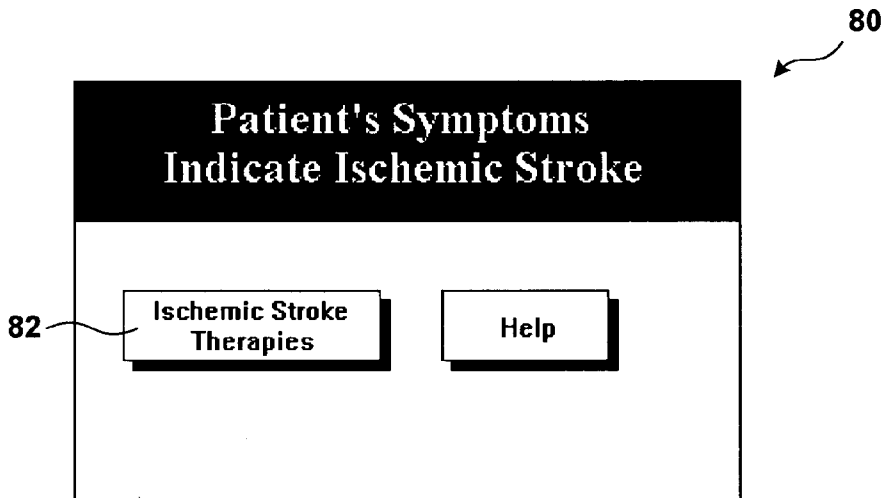 80
Patient's Symptoms
Indicate Ischemic Stroke
82
Ischemic Stroke
Therapies
Help